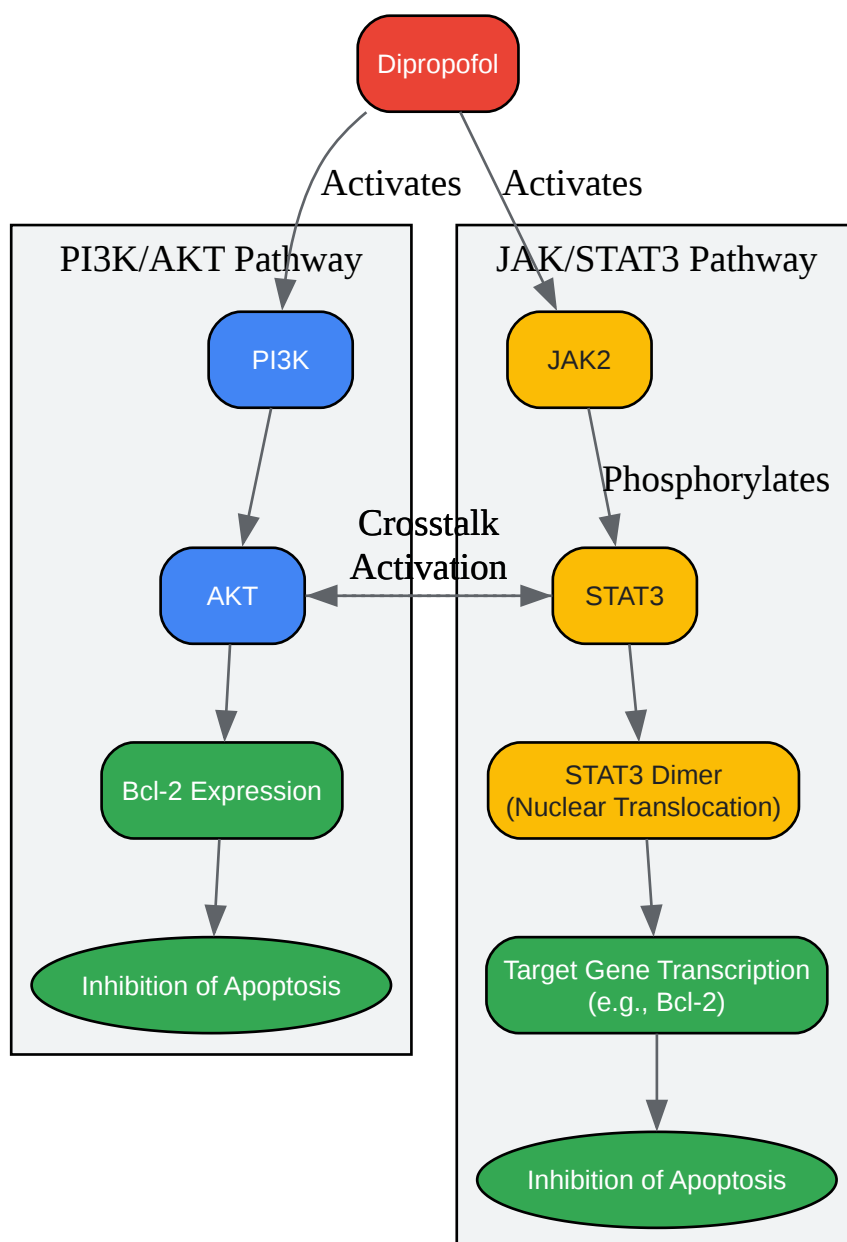 Dipropofol
Activates
Activates
PI3K/AKT Pathway
JAK/STAT3 Pathway
PI3K
JAK2
Phosphorylates
Crosstalk
Activation
AKT
STAT3
Bcl-2 Expression
STAT3 Dimer
(Nuclear Translocation)
Inhibition of Apoptosis
Target Gene Transcription
(e.g., Bcl-2)
Inhibition of Apoptosis